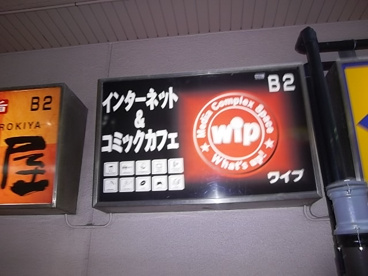 B2
ROKIYA
インターネット
&
コミックカフェ
B2
Media Complex Space
wip
What's up!
ワイプ